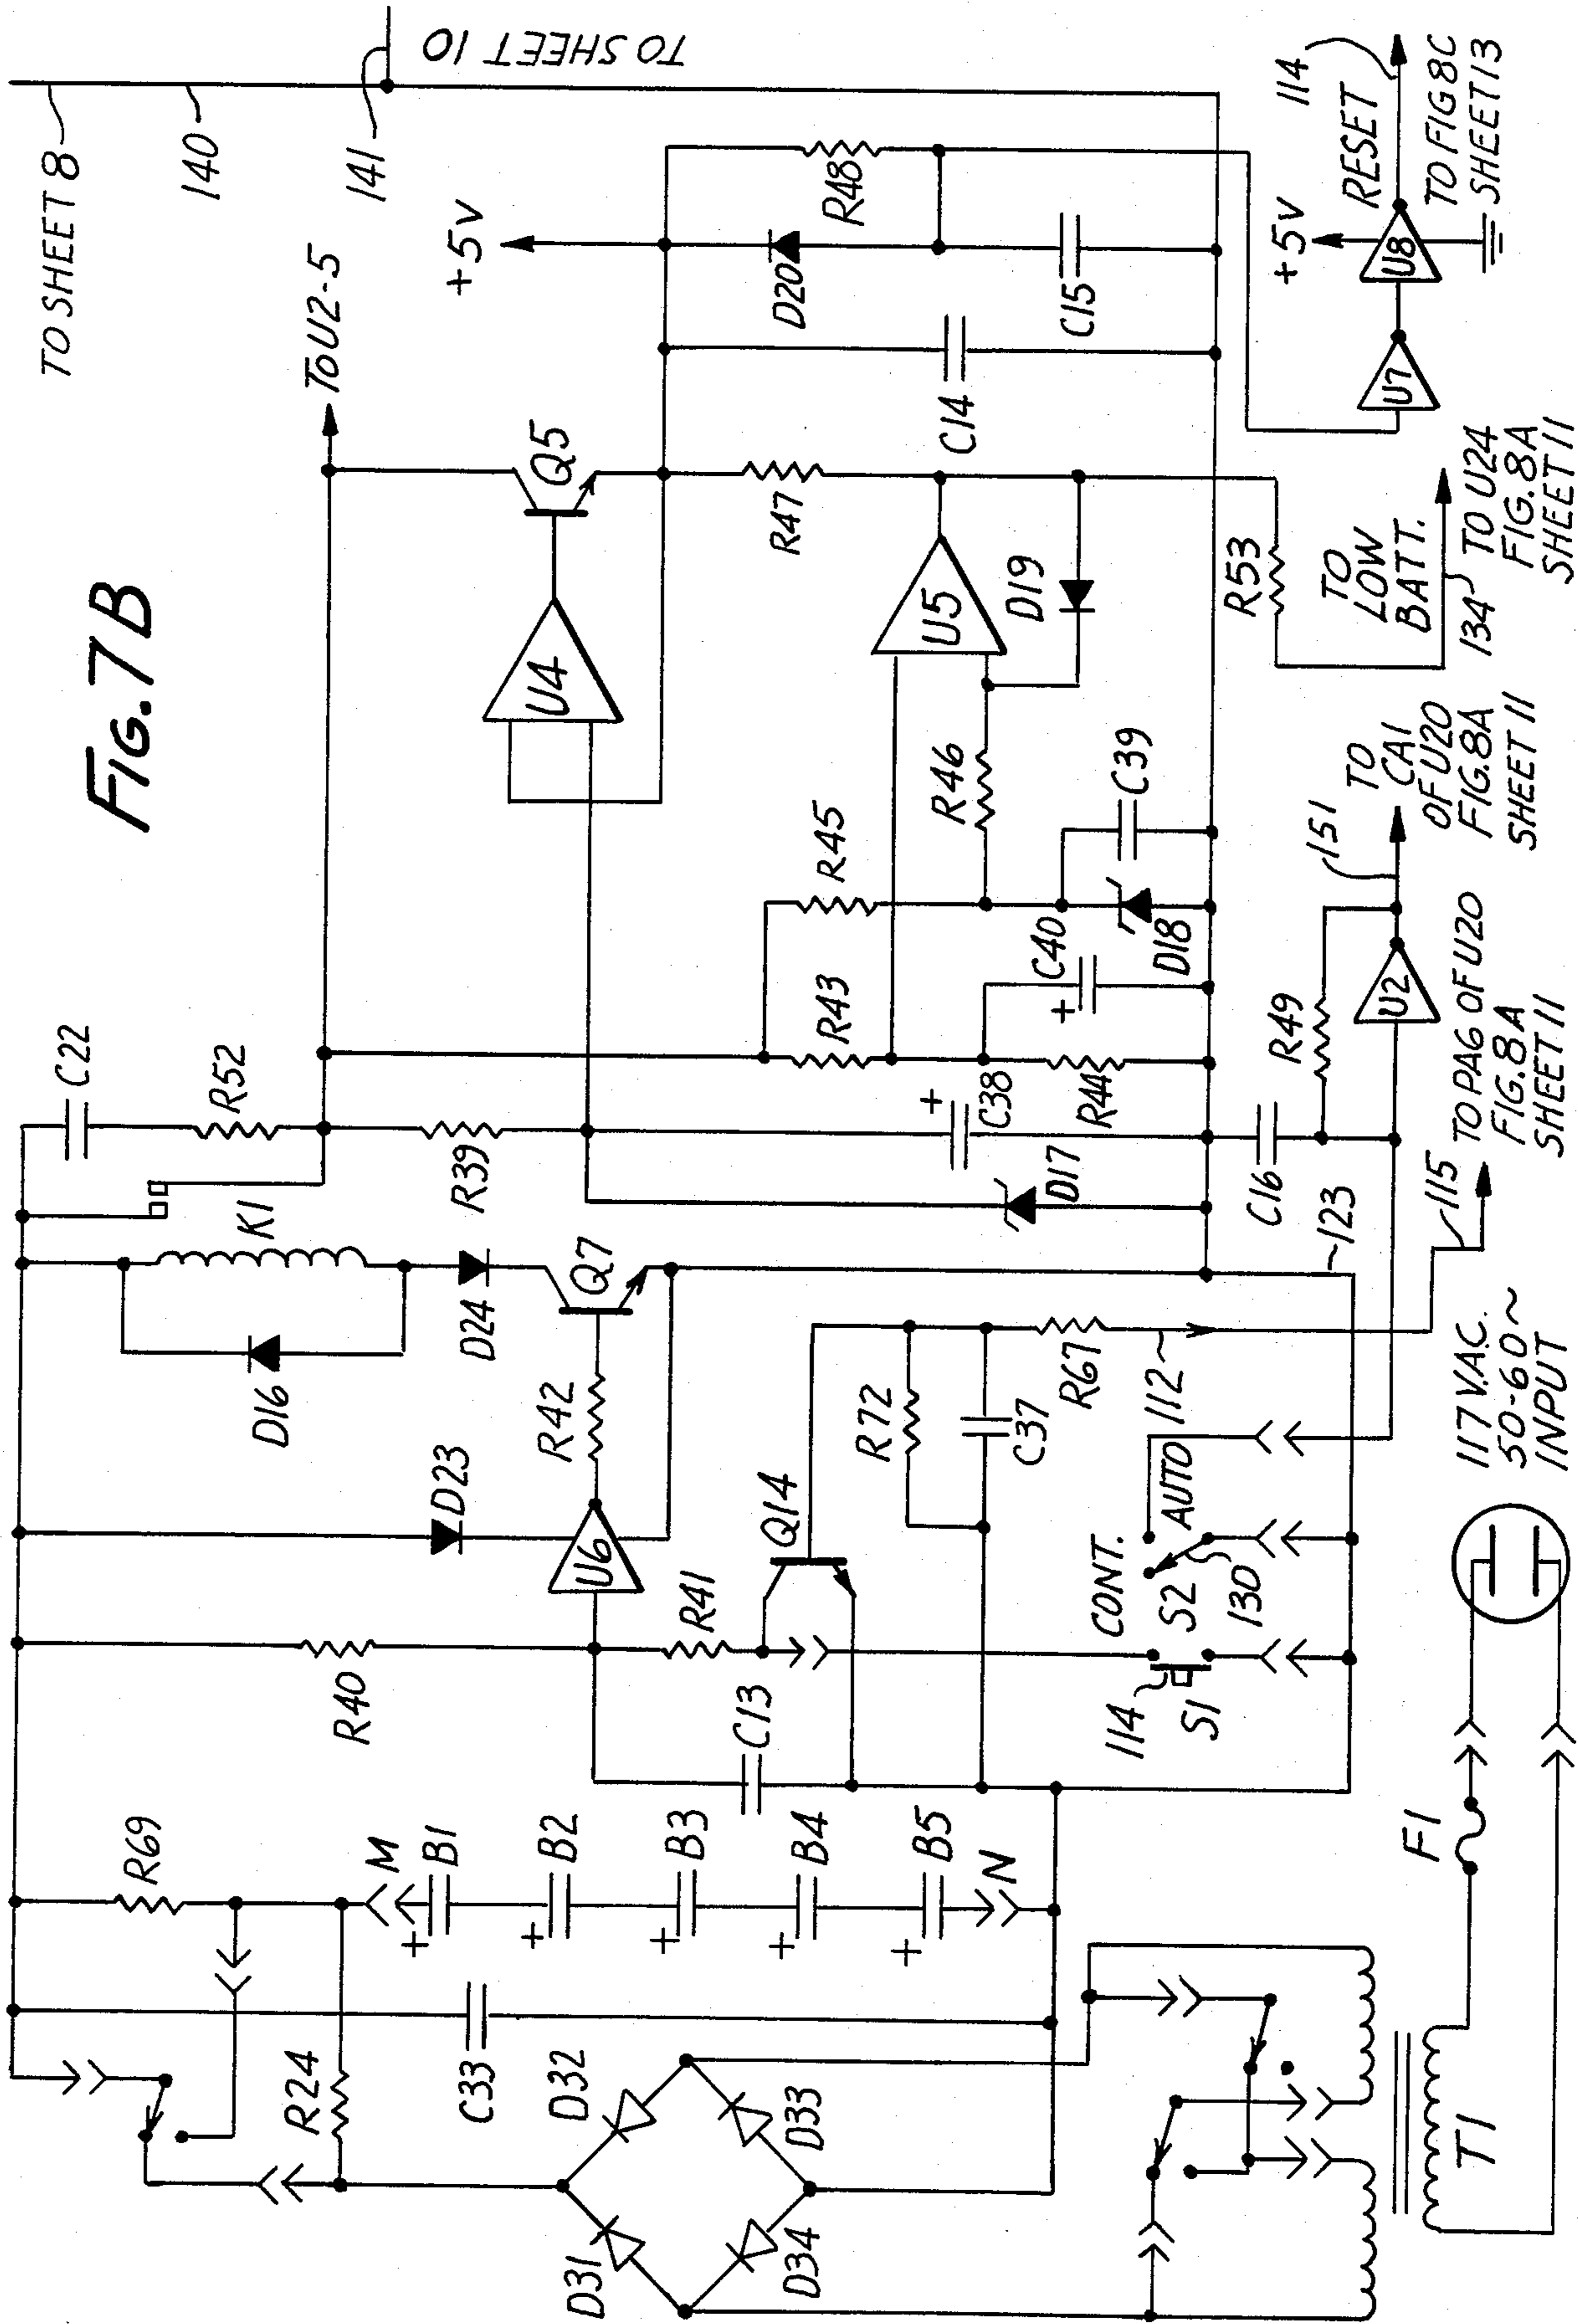 FIG. 7B
TO SHEET 8
140
141
TO SHEET 10
TO U2-5
+5V
C22
R52
K1
D16
D24
D23
R42
Q7
U6
R40
R41
R69
C13
Q14
R72
C37
R67
112
R39
C38
D17
R43
R44
C40
R45
D18
C39
R46
U4
Q5
R47
U5
D19
C14
D20
R48
C15
M
B1
+
B2
+
B3
+
B4
+
B5
+
N
R24
C33
D32
D31
D33
D34
114
S1
CONT.
S2
AUTO
130
123
C16
R49
U2
151
TO
CA1
OF U20
FIG.8A
SHEET 11
115
TO PA6 OF U20
FIG.8A
SHEET 11
R53
TO
LOW
BATT.
134
TO U24
FIG.8A
SHEET 11
U7
U8
+5V
RESET
114
TO FIG 8C
SHEET 13
+
+
T1
F1
117 V.A.C.
50-60~
INPUT